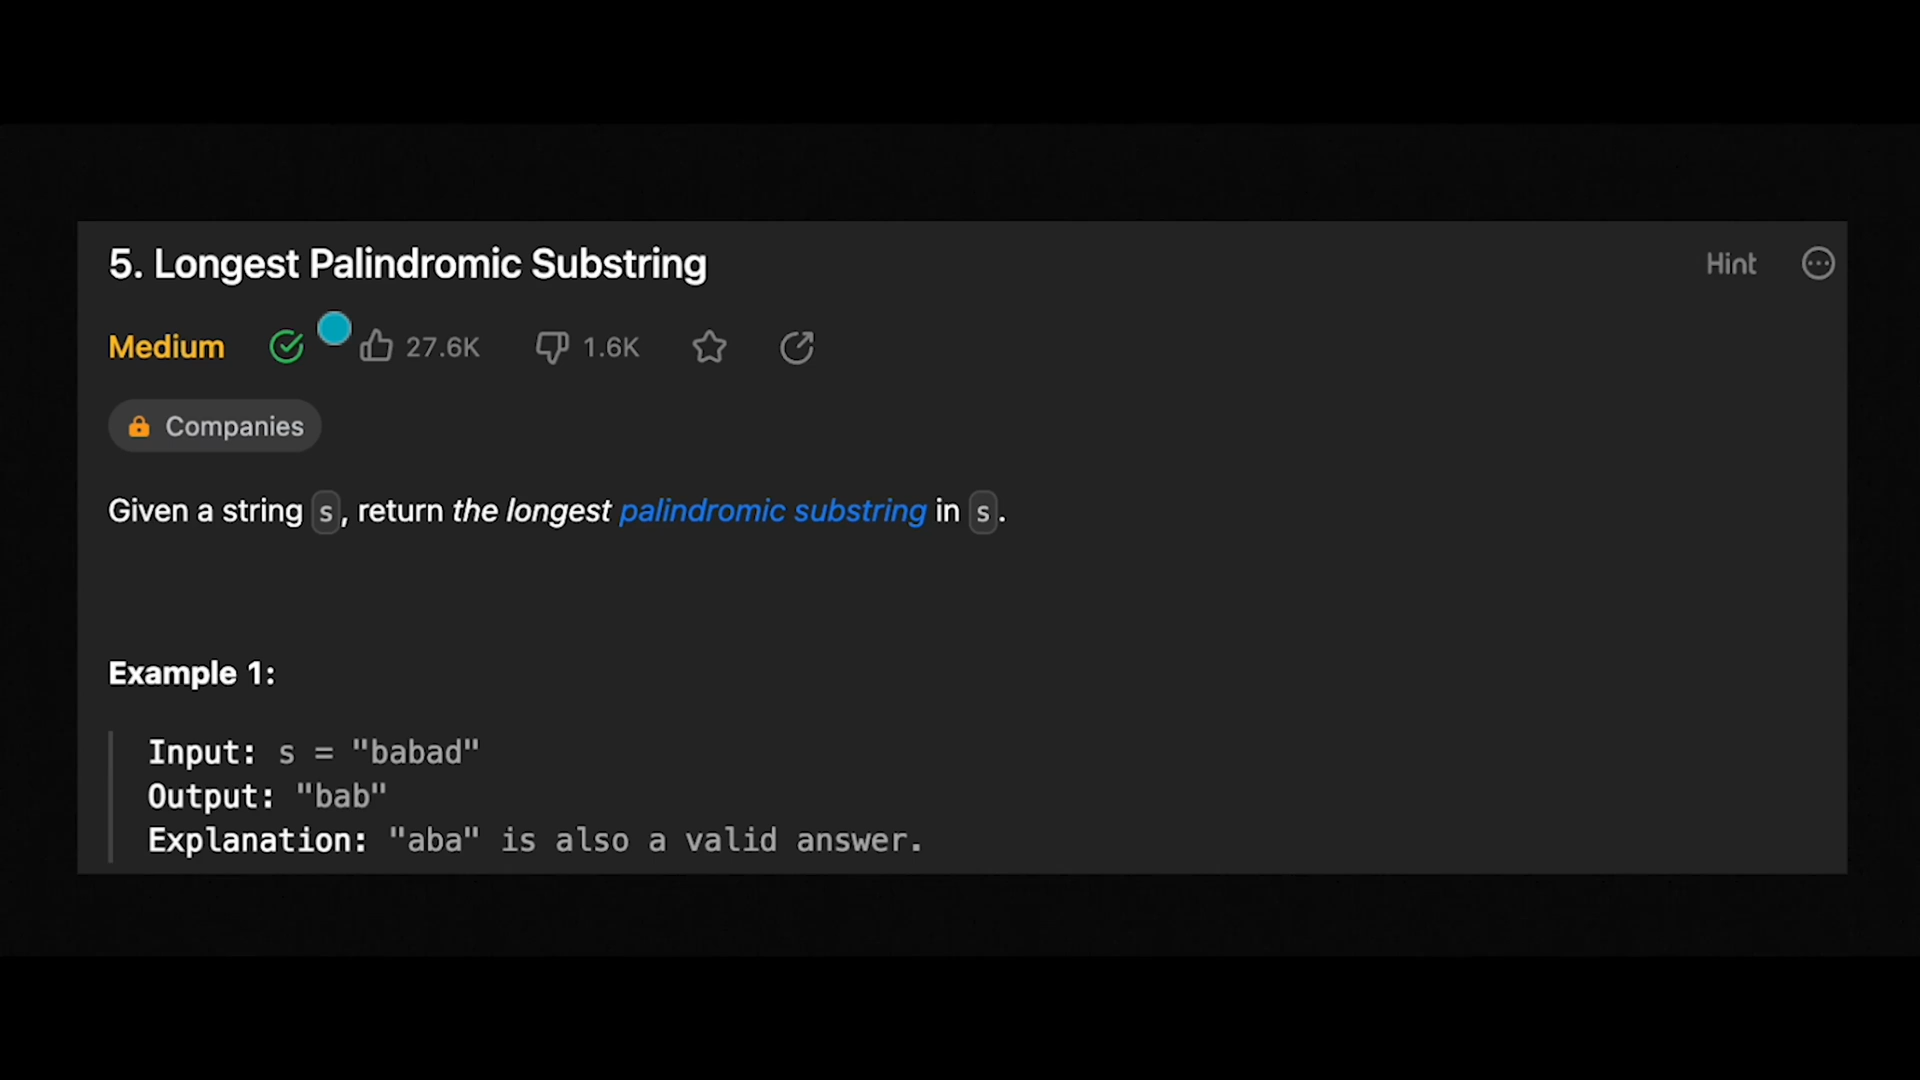 5. Longest Palindromic Substring
Hint
Medium 27.6K 1.6K
Companies
Given a string s, return the longest palindromic substring in s.
Example 1:
Input: s = "babad"
Output: "bab"
Explanation: "aba" is also a valid answer.